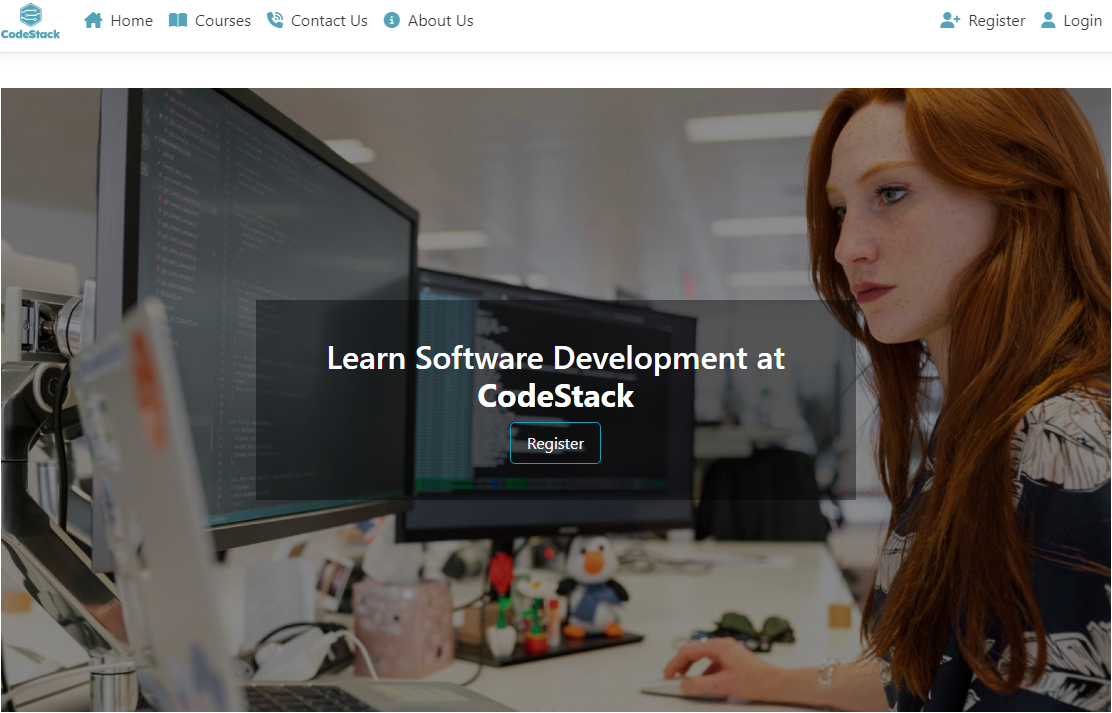 CodeStack
Home
Courses
Contact Us
About Us
Register
Login
Learn Software Development at
CodeStack
Register